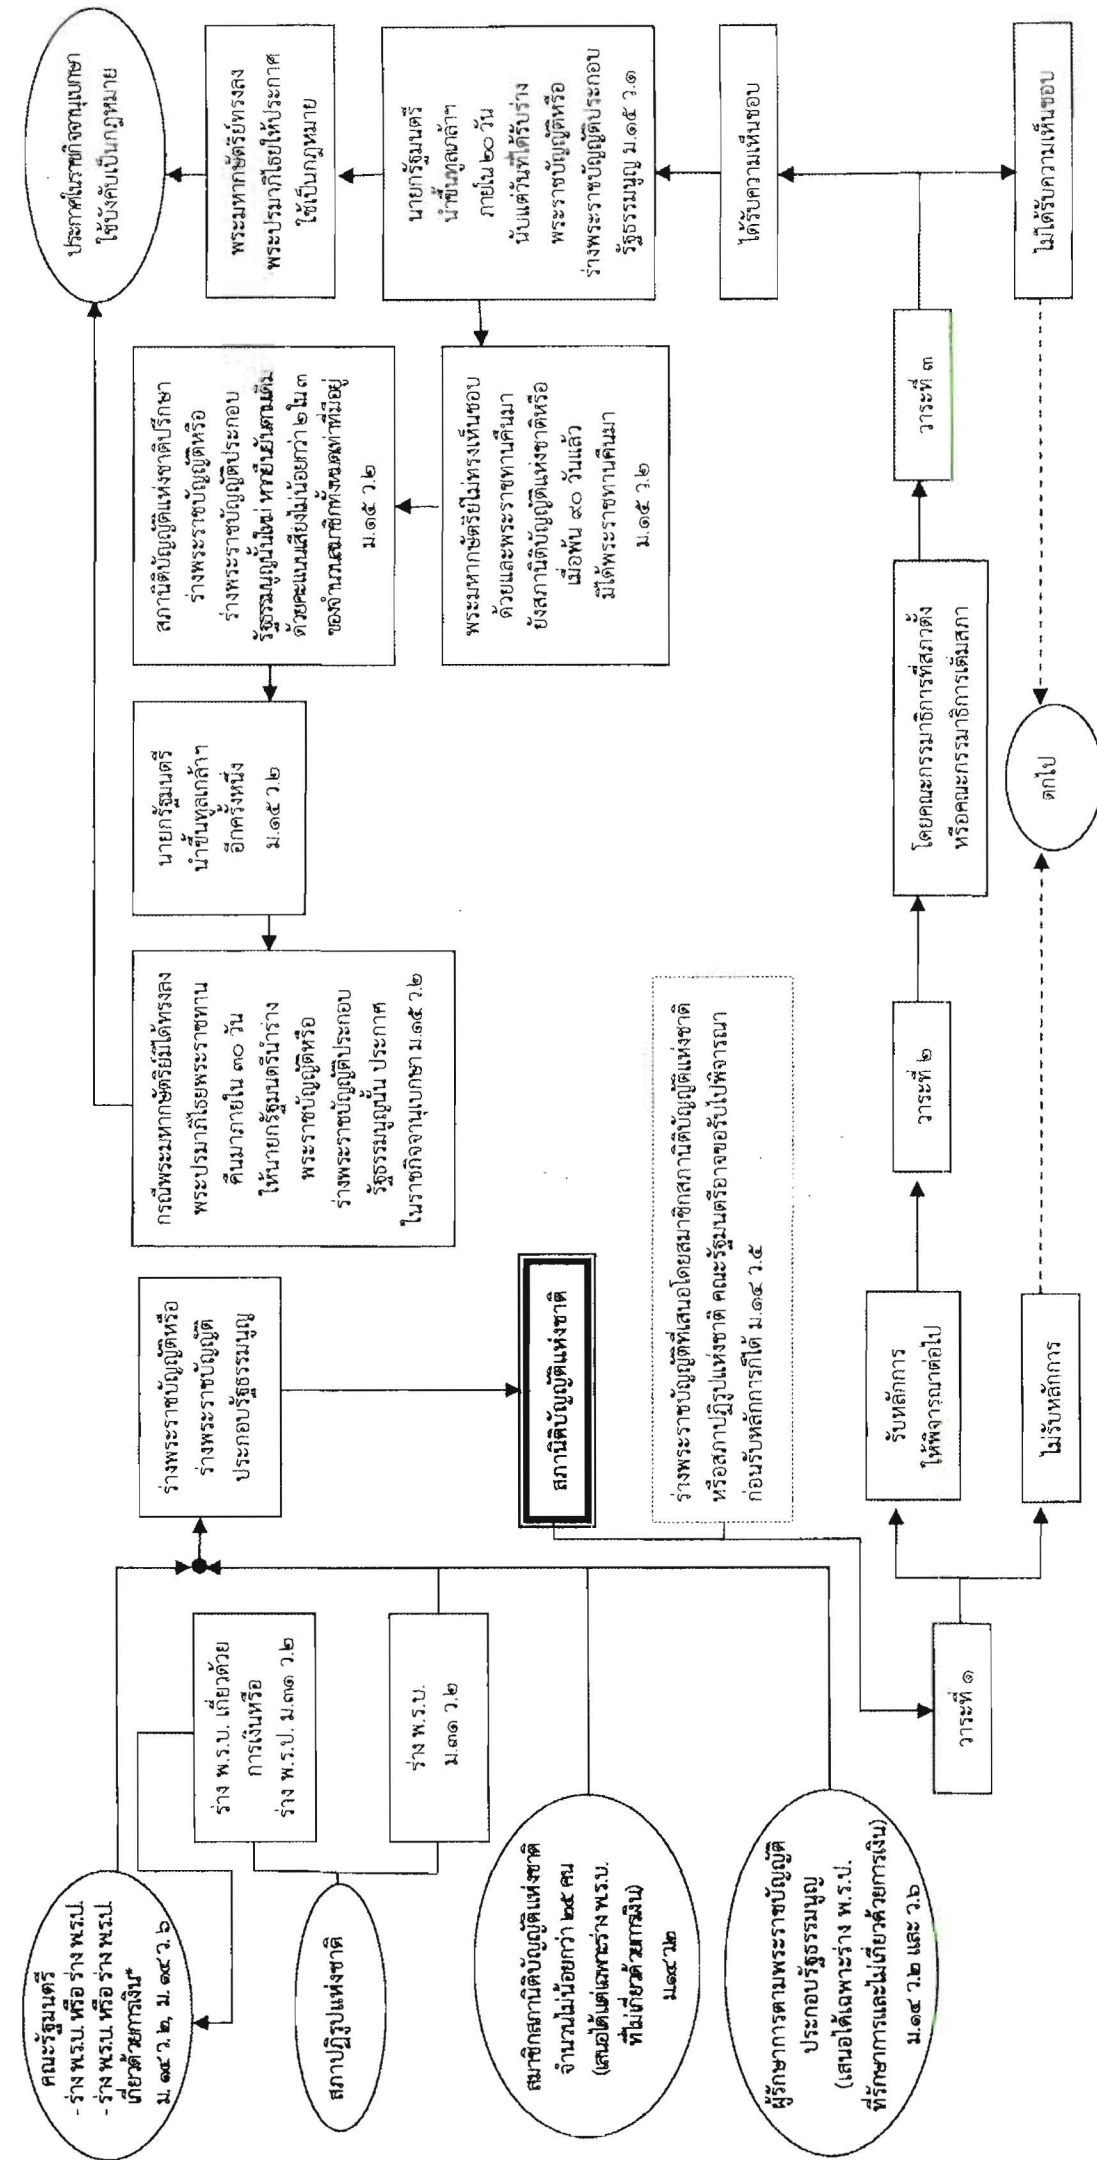 คณะรัฐมนตรี
- ร่าง พ.ร.บ. หรือ ร่าง พ.ร.ป.
- ร่าง พ.ร.บ. หรือ ร่าง พ.ร.ป.
เกี่ยวด้วยการเงิน*
ม. ๑๔ ว. ๒, ม. ๑๔ ว. ๖
สภาปฏิรูปแห่งชาติ
ร่าง พ.ร.บ. เกี่ยวด้วย
การเงินหรือ
ร่าง พ.ร.ป. ม.๓๑ ว.๒
ร่าง พ.ร.บ.
ม.๓๑ ว.๒
สมาชิกสภานิติบัญญัติแห่งชาติ
จำนวนไม่น้อยกว่า ๒๕ คน
(เสนอได้แต่เฉพาะร่าง พ.ร.บ.
ที่ไม่เกี่ยวด้วยการเงิน)
ม.๑๔ ว.๒
ผู้รักษาการตามพระราชบัญญัติ
ประกอบรัฐธรรมนูญ
(เสนอได้เฉพาะร่าง พ.ร.ป.
ที่รักษาการและไม่เกี่ยวด้วยการเงิน)
ม.๑๔ ว.๒ และ ว.๖
ร่างพระราชบัญญัติหรือ
ร่างพระราชบัญญัติ
ประกอบรัฐธรรมนูญ
สภานิติบัญญัติแห่งชาติ
ร่างพระราชบัญญัติที่เสนอโดยสมาชิกสภานิติบัญญัติแห่งชาติ
หรือสภาปฏิรูปแห่งชาติ คณะรัฐมนตรีอาจขอรับไปพิจารณา
ก่อนรับหลักการก็ได้ ม.๑๔ ว.๕
วาระที่ ๑
รับหลักการ
ให้พิจารณาต่อไป
ไม่รับหลักการ
วาระที่ ๒
โดยคณะกรรมาธิการที่สภาตั้ง
หรือคณะกรรมาธิการเต็มสภา
วาระที่ ๓
ตกไป
ได้รับความเห็นชอบ
ไม่ได้รับความเห็นชอบ
นายกรัฐมนตรี
นำขึ้นทูลเกล้าฯ
ภายใน ๒๐ วัน
นับแต่วันที่ได้รับร่าง
พระราชบัญญัติหรือ
ร่างพระราชบัญญัติประกอบ
รัฐธรรมนูญ ม.๑๕ ว.๑
พระมหากษัตริย์ทรงลง
พระปรมาภิไธยให้ประกาศ
ใช้เป็นกฎหมาย
ประกาศในราชกิจจานุเบกษา
ใช้บังคับเป็นกฎหมาย
พระมหากษัตริย์ไม่ทรงเห็นชอบ
ด้วยและพระราชทานคืนมา
ยังสภานิติบัญญัติแห่งชาติหรือ
เมื่อพ้น ๙๐ วันแล้ว
มิได้พระราชทานคืนมา
ม.๑๕ ว.๒
สภานิติบัญญัติแห่งชาติปรึกษา
ร่างพระราชบัญญัติหรือ
ร่างพระราชบัญญัติประกอบ
รัฐธรรมนูญนั้นใหม่ หากยืนยันตามเดิม
ด้วยคะแนนเสียงไม่น้อยกว่า ๒ ใน ๓
ของจำนวนสมาชิกทั้งหมดเท่าที่มีอยู่
ม.๑๕ ว.๒
นายกรัฐมนตรี
นำขึ้นทูลเกล้าฯ
อีกครั้งหนึ่ง
ม.๑๕ ว.๒
กรณีพระมหากษัตริย์มิได้ทรงลง
พระปรมาภิไธยพระราชทาน
คืนมาภายใน ๓๐ วัน
ให้นายกรัฐมนตรีนำร่าง
พระราชบัญญัติหรือ
ร่างพระราชบัญญัติประกอบ
รัฐธรรมนูญนั้น ประกาศ
ในราชกิจจานุเบกษา ม.๑๕ ว.๒